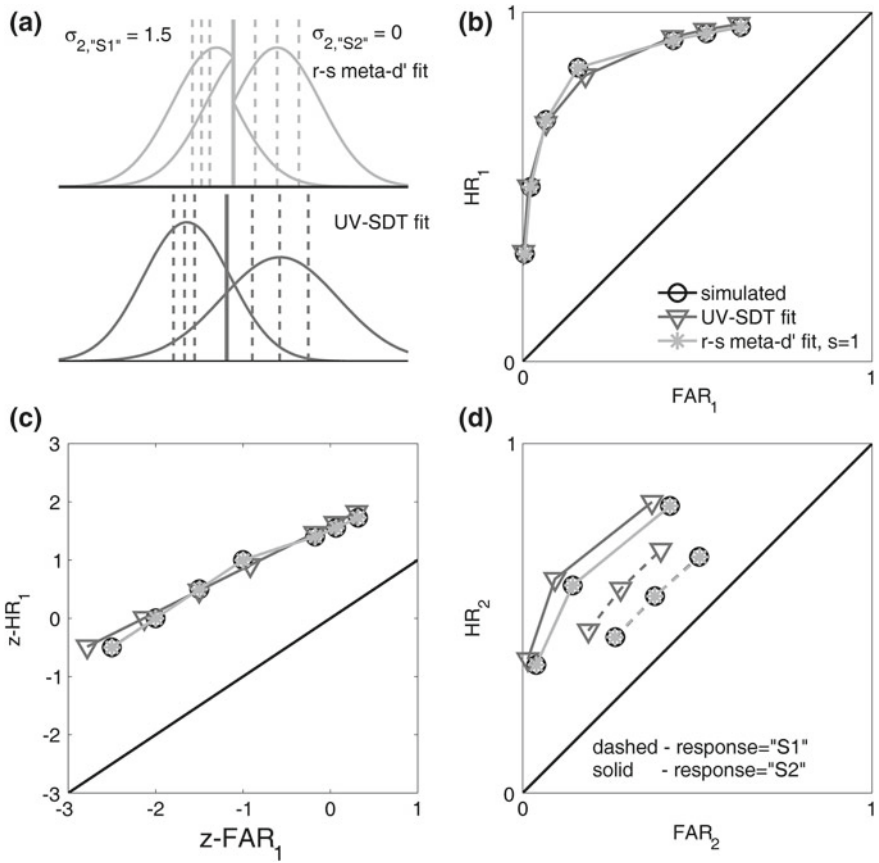 (a)
σ2,"S1" = 1.5
σ2,"S2" = 0
r-s meta-d' fit
UV-SDT fit
(b)
1
HR1
0
0
FAR1
1
simulated
UV-SDT fit
r-s meta-d' fit, s=1
(c)
3
2
1
0
-1
-2
-3
z-HR1
-3
-2
-1
0
1
z-FAR1
(d)
1
HR2
0
dashed - response="S1"
solid - response="S2"
0
FAR2
1